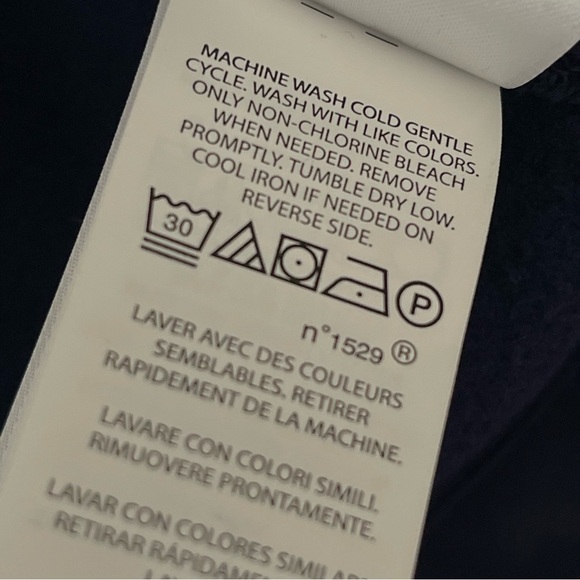 MACHINE WASH COLD GENTLE
CYCLE. WASH WITH LIKE COLORS.
ONLY NON-CHLORINE BLEACH
WHEN NEEDED. REMOVE
PROMPTLY. TUMBLE DRY LOW.
COOL IRON IF NEEDED ON
REVERSE SIDE.
30 P
n°1529 ®
LAVER AVEC DES COULEURS
SEMBLABLES, RETIRER
RAPIDEMENT DE LA MACHINE.
LAVARE CON COLORI SIMILI.
RIMUOVERE PRONTAMENTE.
LAVAR CON COLORES
RETIRAR